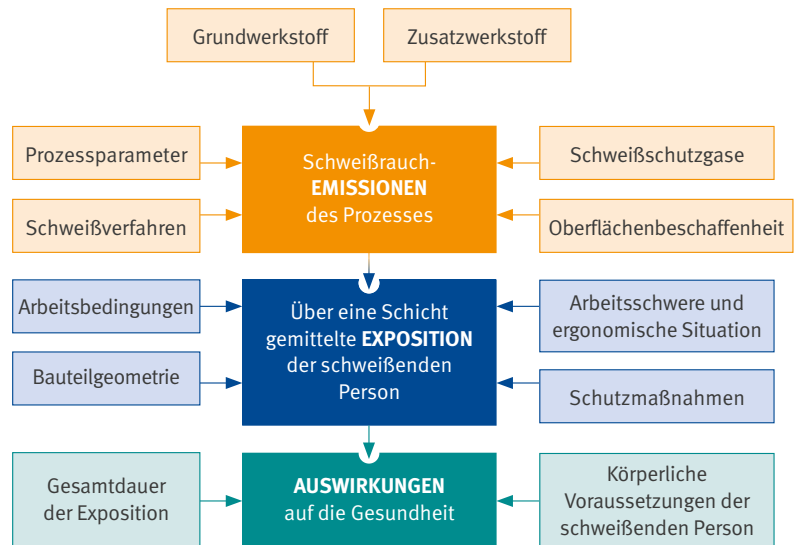 Grundwerkstoff
Zusatzwerkstoff
Prozessparameter
Schweißverfahren
Schweißrauch-
EMISSIONEN
des Prozesses
Schweißschutzgase
Oberflächenbeschaffenheit
Arbeitsbedingungen
Bauteilgeometrie
Über eine Schicht
gemittelte EXPOSITION
der schweißenden
Person
Arbeitsschwere und
ergonomische Situation
Schutzmaßnahmen
Gesamtdauer
der Exposition
AUSWIRKUNGEN
auf die Gesundheit
Körperliche
Voraussetzungen der
schweißenden Person